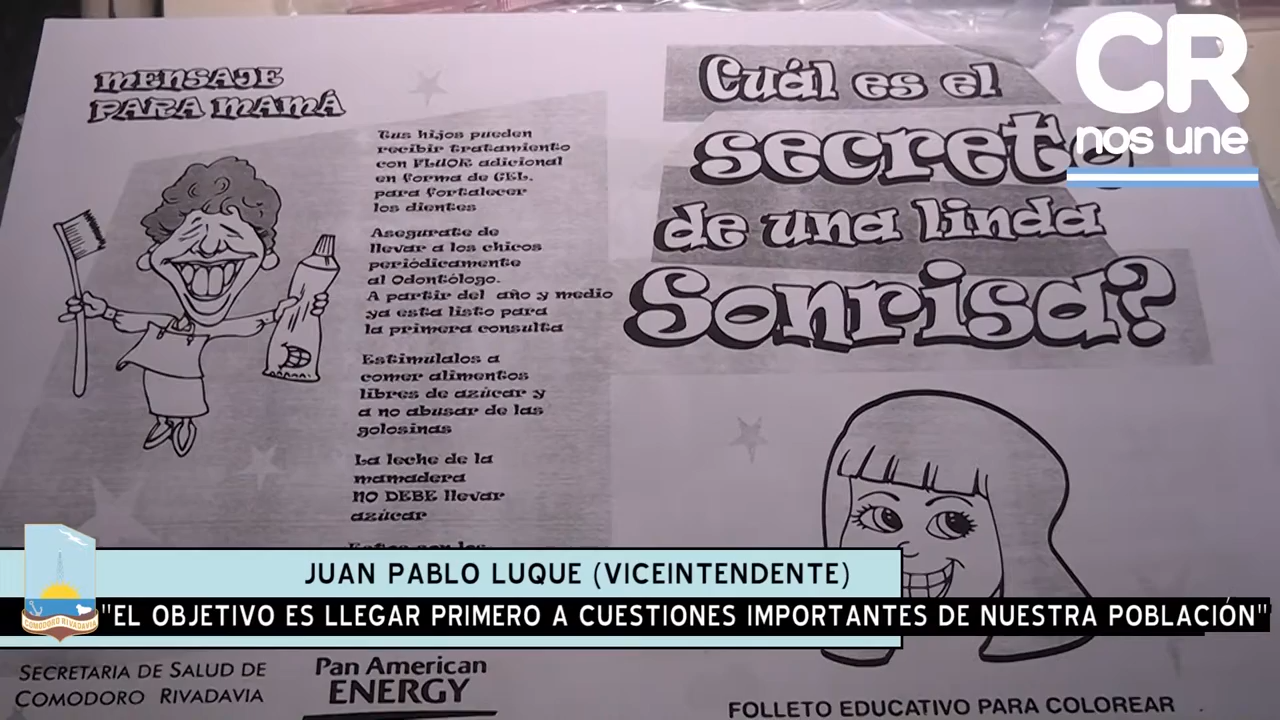 MENSAJE
PARA MAMÁ
Tus hijos pueden
recibir tratamiento
con FLUOR adicional
en forma de GEL.
para fortalecer
los dientes
Asegurate de
llevar a los chicos
periódicamente
al Odontólogo.
A partir del año y medio
ya esta listo para
la primera consulta
Estimulalos a
comer alimentos
libres de azúcar y
a no abusar de las
golosinas
La leche de la
mamadera
NO DEBE llevar
azúcar
Cuál es el
secreto
de una linda
Sonrisa?
CR
nos une
JUAN PABLO LUQUE (VICEINTENDENTE)
"EL OBJETIVO ES LLEGAR PRIMERO A CUESTIONES IMPORTANTES DE NUESTRA POBLACIÓN"
COMODORO RIVADAVIA
SECRETARIA DE SALUD DE
COMODORO RIVADAVIA
Pan American
ENERGY
FOLLETO EDUCATIVO PARA COLOREAR